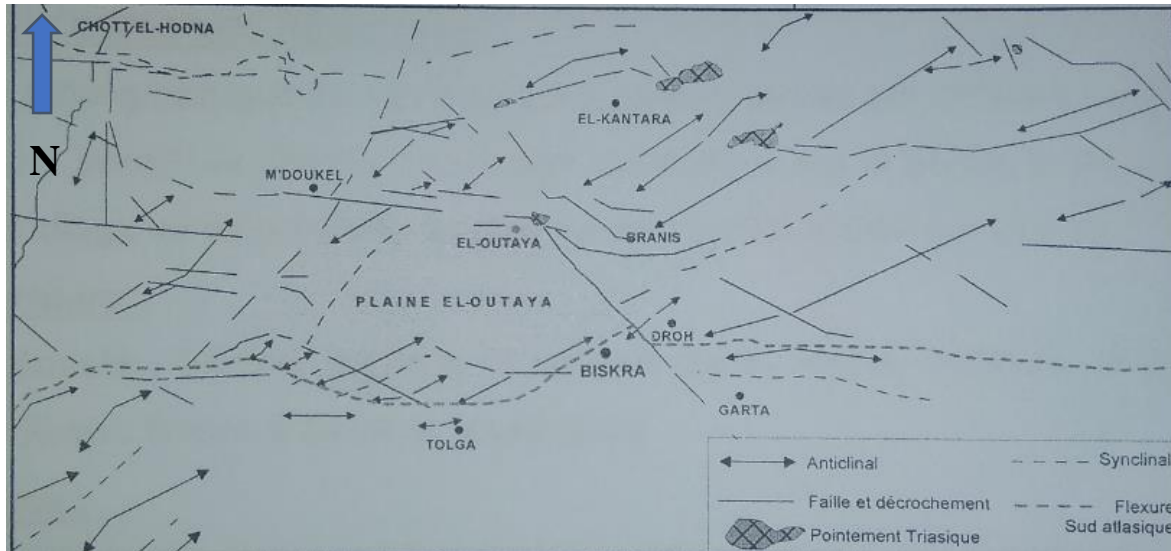 CHOTT EL-HODNA
N
EL-KANTARA
M'DOUKEL
EL-OUTAYA
BRANIS
PLAINE EL-OUTAYA
DROH
BISKRA
GARTA
TOLGA
Anticlinal
Synclinal
Faille et décrochement
Flexure
Sud atlasique
Pointement Triasique